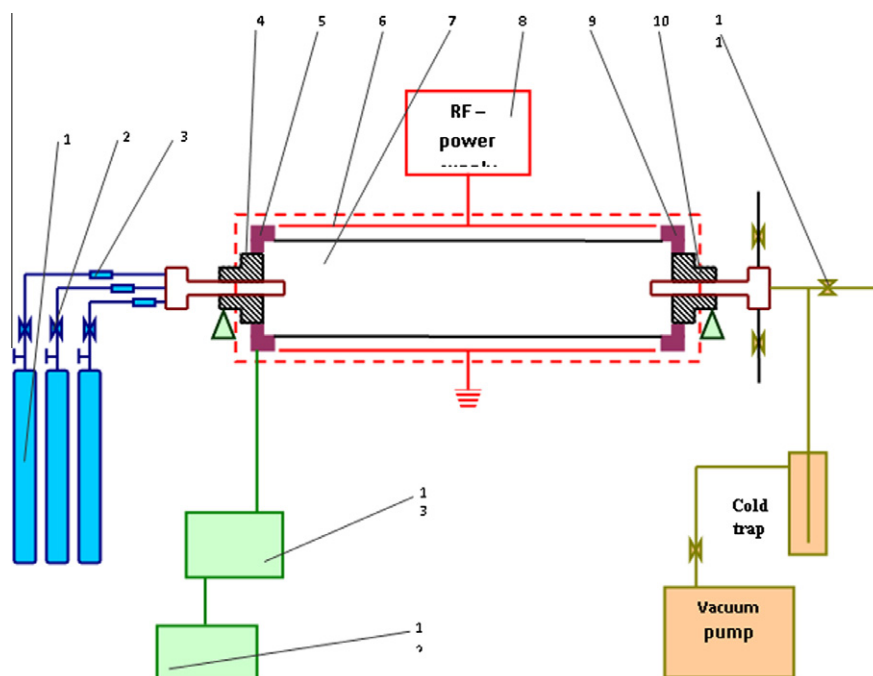 4 5 6 7 8 9 10 1
1
1 2 3
RF –
power
1
3
Cold
trap
Vacuum
pump
1